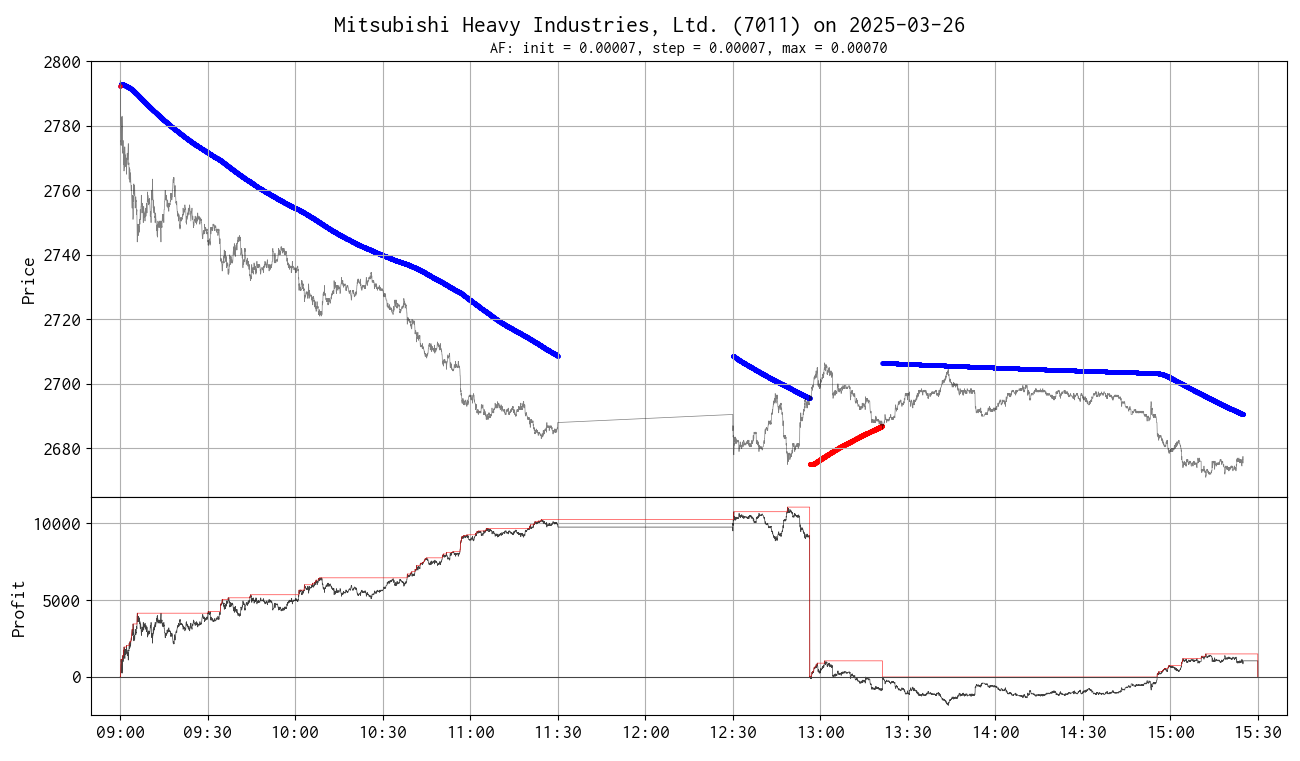 Mitsubishi Heavy Industries, Ltd. (7011) on 2025-03-26
AF: init = 0.00007, step = 0.00007, max = 0.00070
2800
2780
2760
2740
2720
2700
2680
Price
10000
5000
0
Profit
09:00 09:30 10:00 10:30 11:00 11:30 12:00 12:30 13:00 13:30 14:00 14:30 15:00 15:30